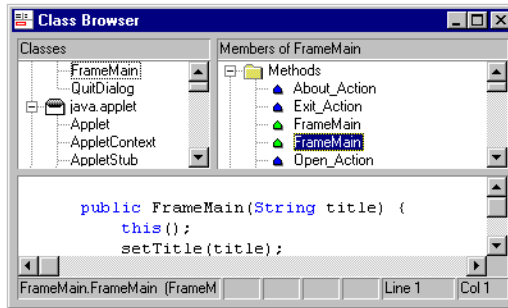 Class Browser
Classes
FrameMain
QuitDialog
java.applet
Applet
AppletContext
AppletStub
Members of FrameMain
Methods
About_Action
Exit_Action
FrameMain
FrameMain
Open_Action
public FrameMain(String title) {
this();
setTitle(title);
FrameMain.FrameMain (FrameM
Line 1
Col 1